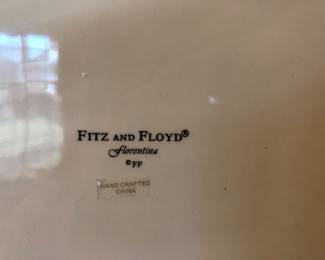 FITZ AND FLOYD®
Florentina
©FF
HAND CRAFTED
CHINA